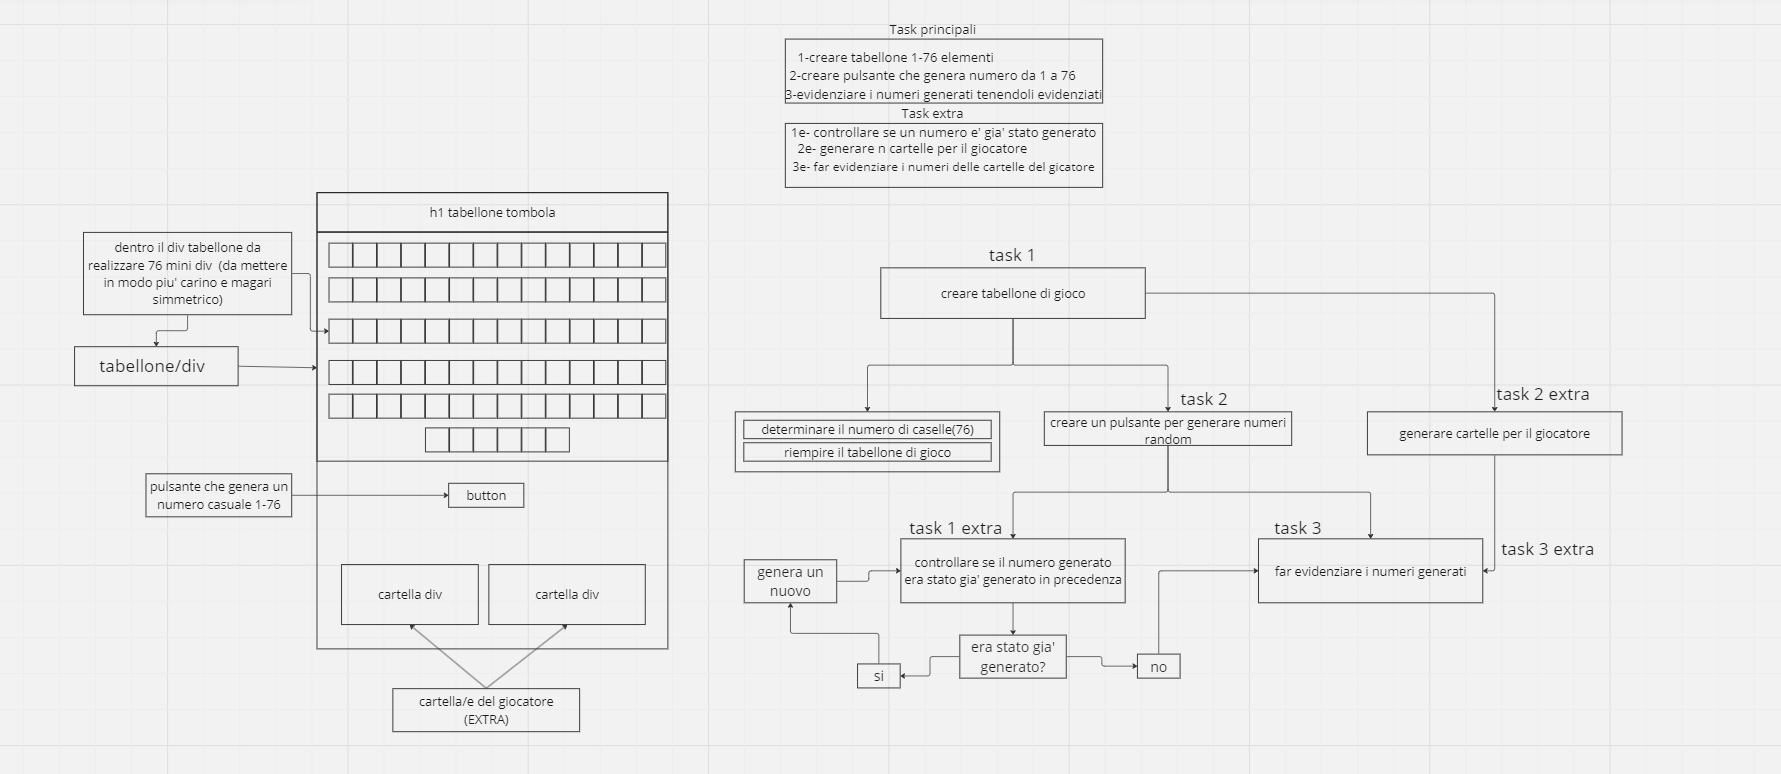 Task principali
1-creare tabellone 1-76 elementi
2-creare pulsante che genera numero da 1 a 76
3-evidenziare i numeri generati tenendoli evidenziati
Task extra
1e- controllare se un numero e' gia' stato generato
2e- generare n cartelle per il giocatore
3e- far evidenziare i numeri delle cartelle del gicatore
h1 tabellone tombola
dentro il div tabellone da
realizzare 76 mini div (da mettere
in modo piu' carino e magari
simmetrico)
tabellone/div
pulsante che genera un
numero casuale 1-76
button
cartella div
cartella div
cartella/e del giocatore
(EXTRA)
task 1
creare tabellone di gioco
determinare il numero di caselle(76)
riempire il tabellone di gioco
task 2
creare un pulsante per generare numeri
random
task 2 extra
generare cartelle per il giocatore
task 1 extra
controllare se il numero generato
era stato gia' generato in precedenza
genera un
nuovo
task 3
far evidenziare i numeri generati
task 3 extra
era stato gia'
generato?
si
no